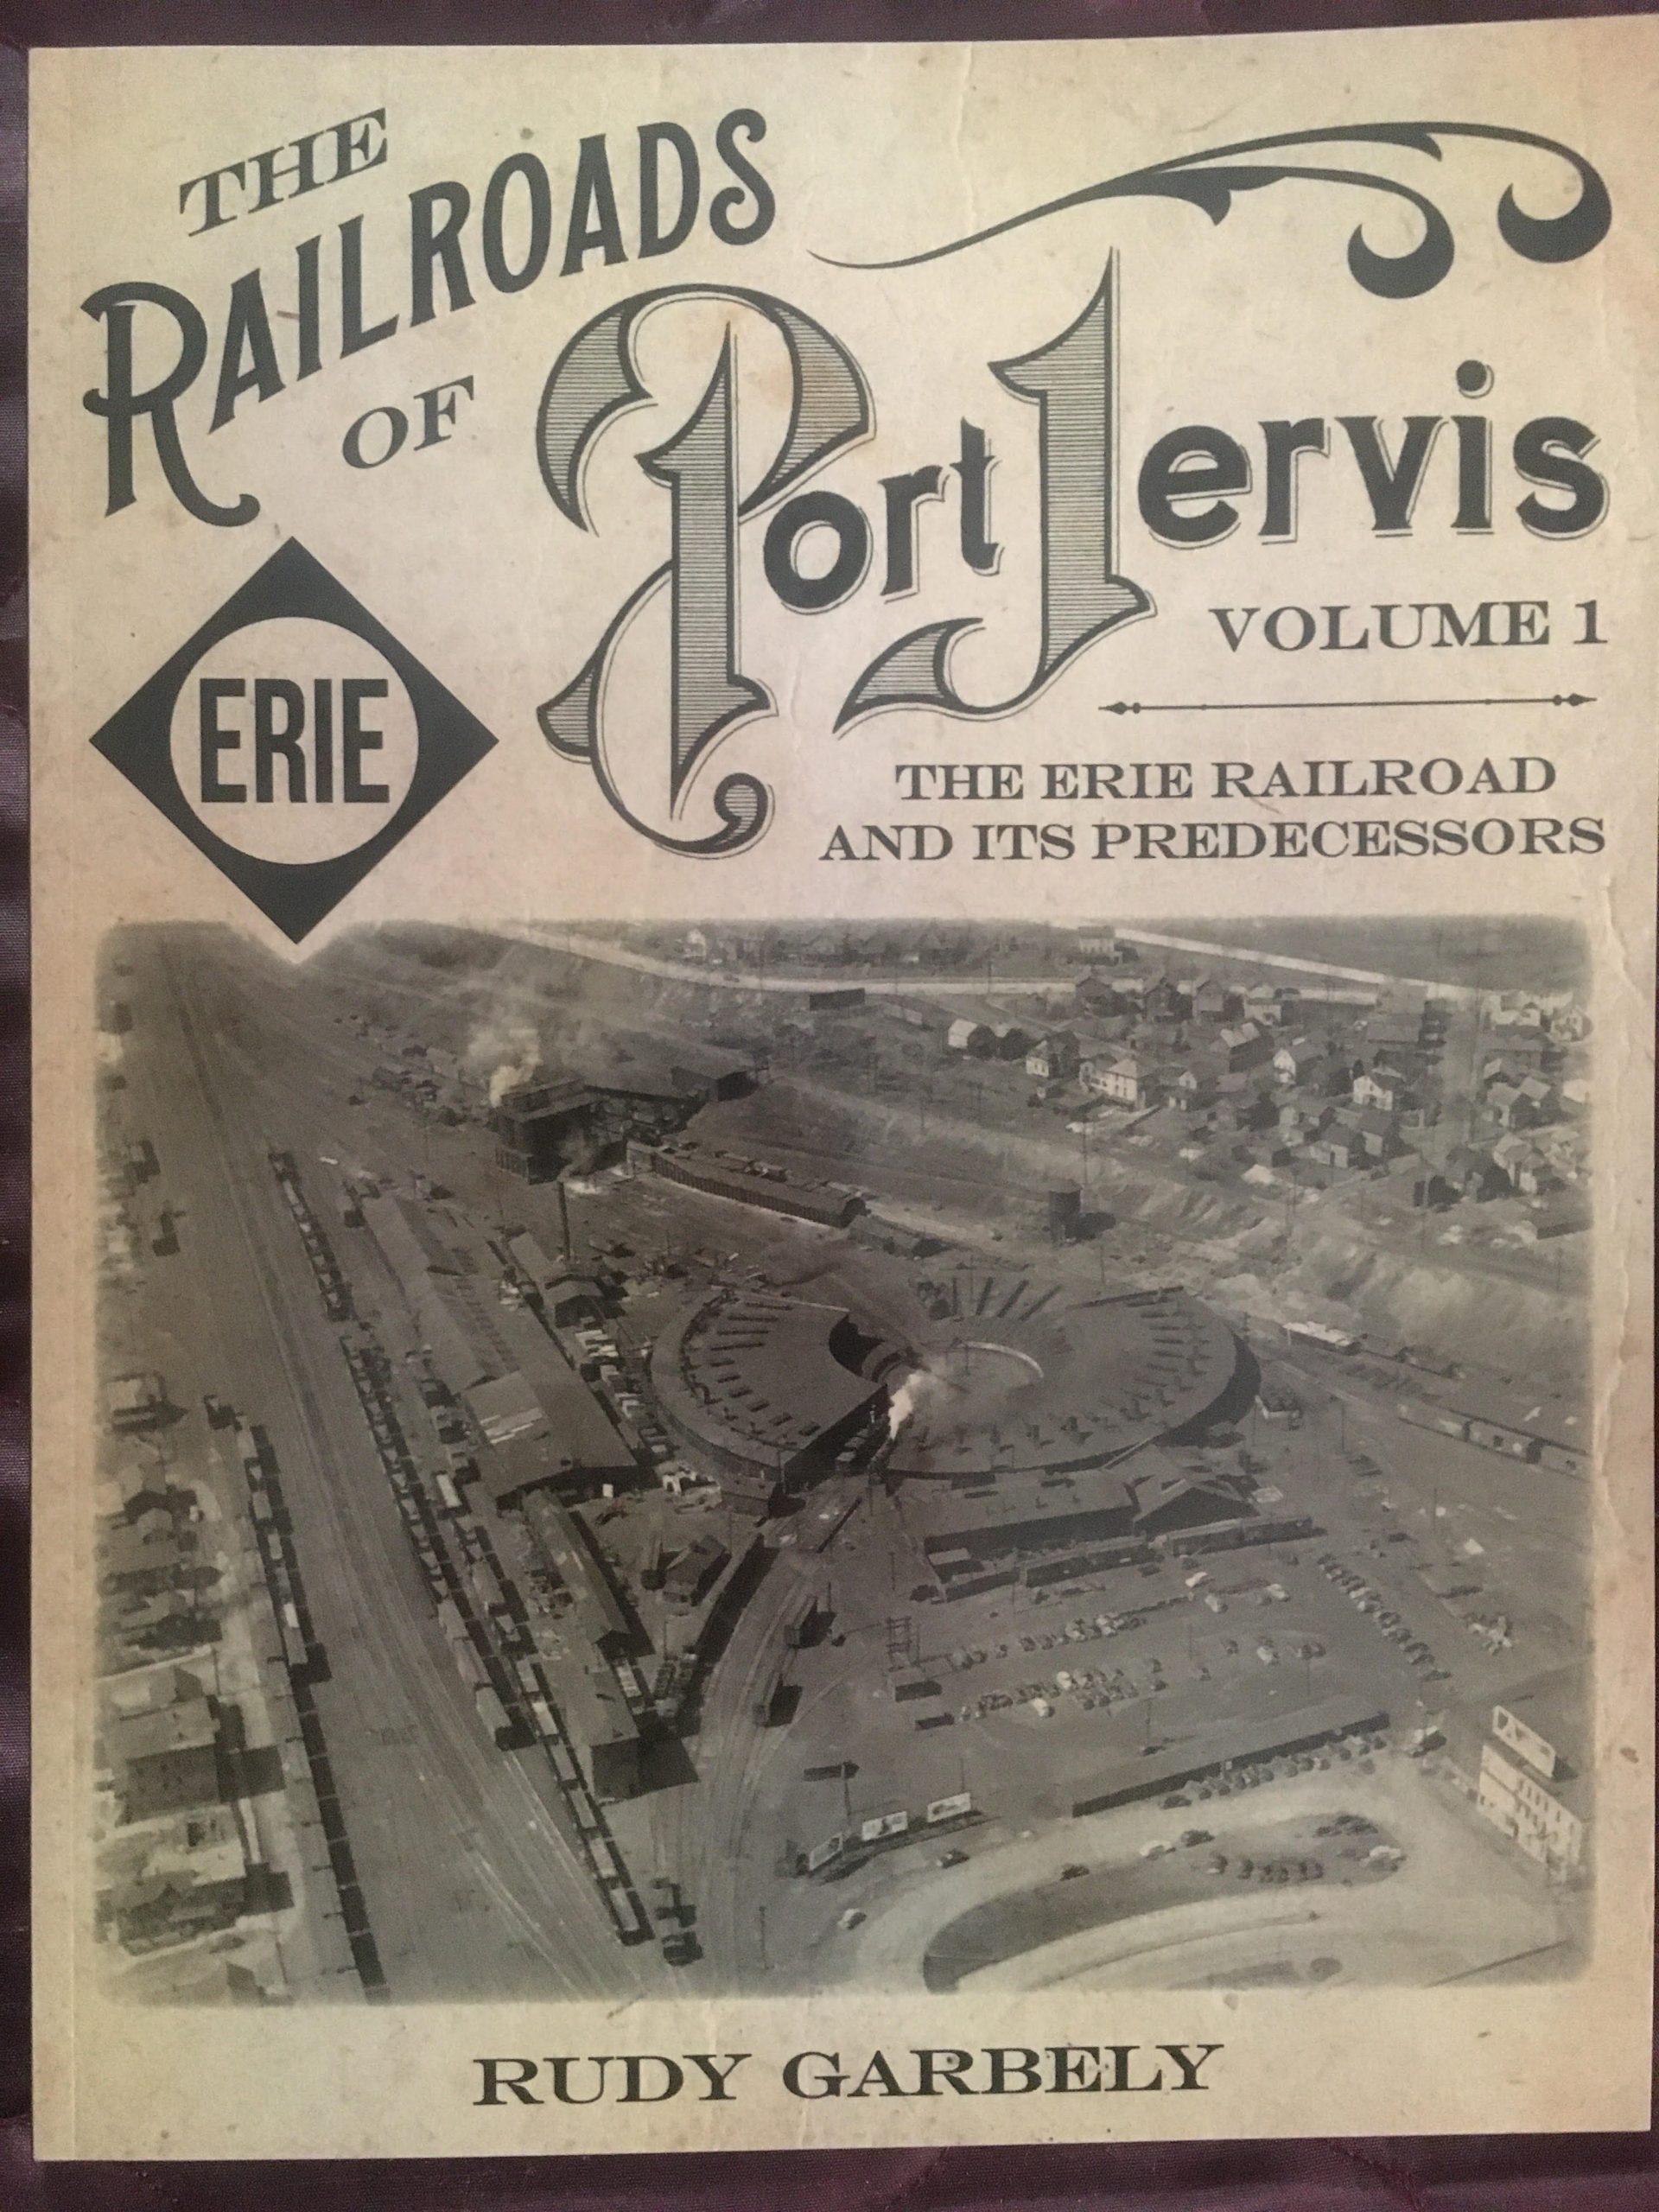 THE
RAILROADS
OF
Port Jervis
VOLUME 1
ERIE
THE ERIE RAILROAD
AND ITS PREDECESSORS
RUDY GARBELY